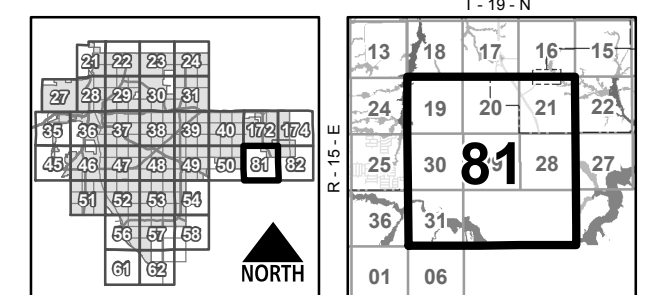 T - 19 - N
21 22 23 24
27 28 29 30 31
35 36 37 38 39 40 172 174
45 46 47 48 49 50 81 82
51 52 53 54
56 57 58
61 62
NORTH
R - 15 - E
13 18 17 16 15
24 19 20 21 22
25 30 81 28 27
36 31
01 06